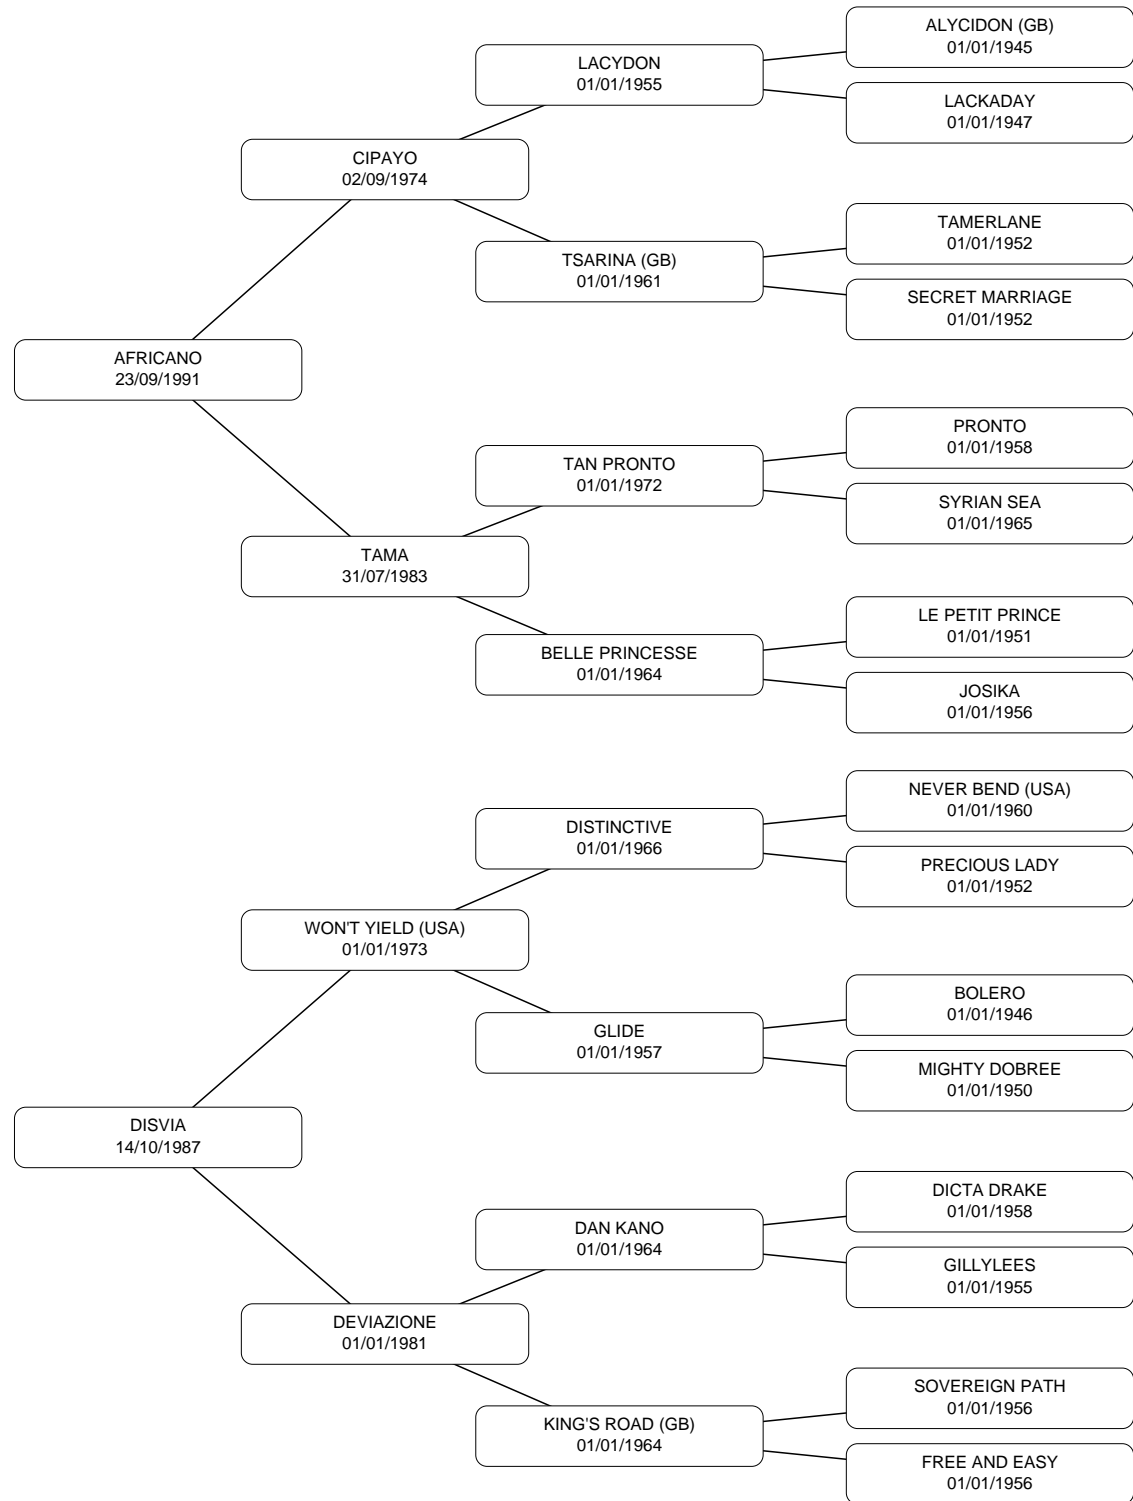 ALYCIDON (GB)
01/01/1945
LACYDON
01/01/1955
LACKADAY
01/01/1947
CIPAYO
02/09/1974
TAMERLANE
01/01/1952
TSARINA (GB)
01/01/1961
SECRET MARRIAGE
01/01/1952
AFRICANO
23/09/1991
PRONTO
01/01/1958
TAN PRONTO
01/01/1972
SYRIAN SEA
01/01/1965
TAMA
31/07/1983
LE PETIT PRINCE
01/01/1951
BELLE PRINCESSE
01/01/1964
JOSIKA
01/01/1956
NEVER BEND (USA)
01/01/1960
DISTINCTIVE
01/01/1966
PRECIOUS LADY
01/01/1952
WON'T YIELD (USA)
01/01/1973
BOLERO
01/01/1946
GLIDE
01/01/1957
MIGHTY DOBREE
01/01/1950
DISVIA
14/10/1987
DICTA DRAKE
01/01/1958
DAN KANO
01/01/1964
GILLYLEES
01/01/1955
DEVIAZIONE
01/01/1981
SOVEREIGN PATH
01/01/1956
KING'S ROAD (GB)
01/01/1964
FREE AND EASY
01/01/1956